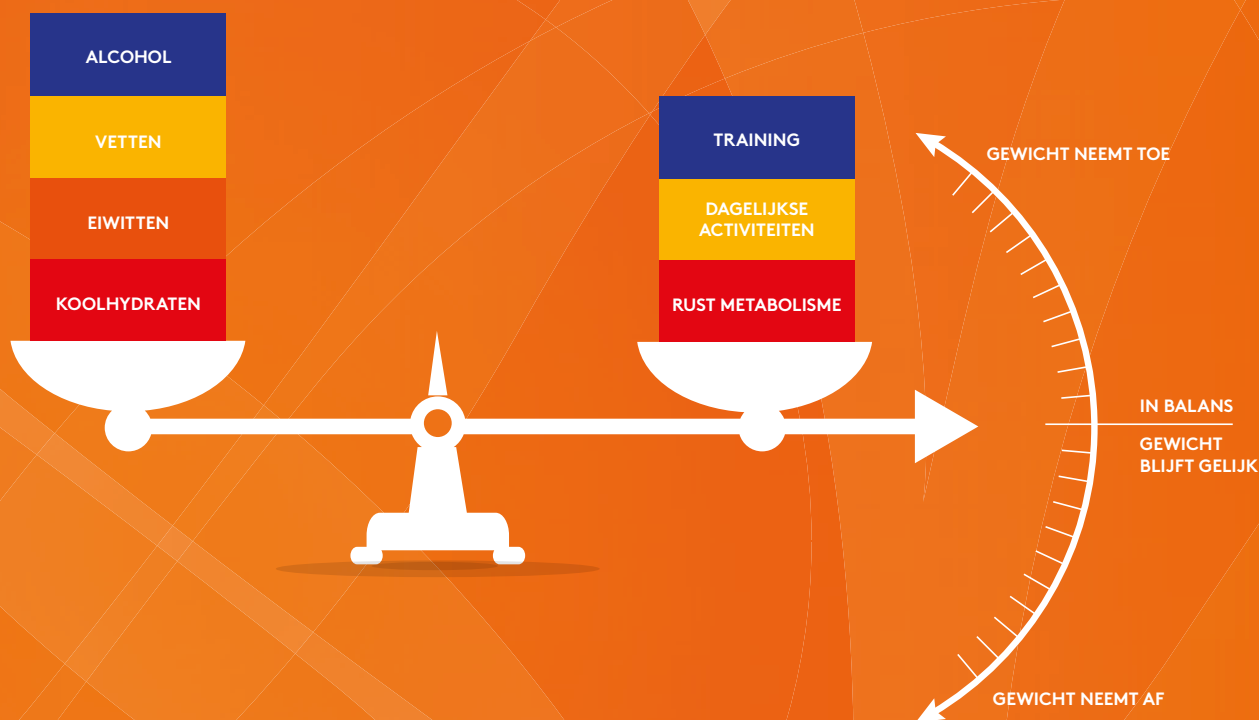 ALCOHOL
VETTEN
EIWITTEN
KOOLHYDRATEN
TRAINING
DAGELIJKSE
ACTIVITEITEN
RUST METABOLISME
GEWICHT NEEMT TOE
IN BALANS
GEWICHT
BLIJFT GELIJK
GEWICHT NEEMT AF